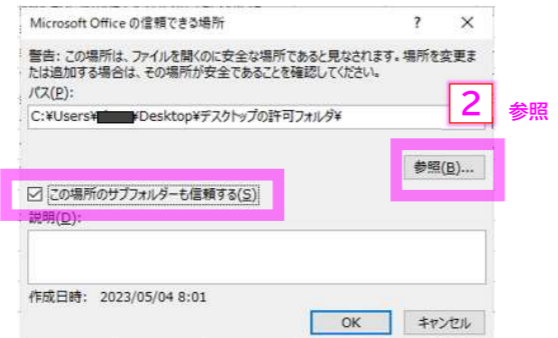 Microsoft Office の信頼できる場所 ? ×
警告: この場所は、ファイルを開くのに安全な場所であると見なされます。場所を変更ま
たは追加する場合は、その場所が安全であることを確認してください。
パス(P):
C:¥Users¥ ¥Desktop¥デスクトップの許可フォルダ¥
2 参照
参照(B)...
☑ この場所のサブフォルダーも信頼する(S)
説明(D):
作成日時: 2023/05/04 8:01
OK キャンセル